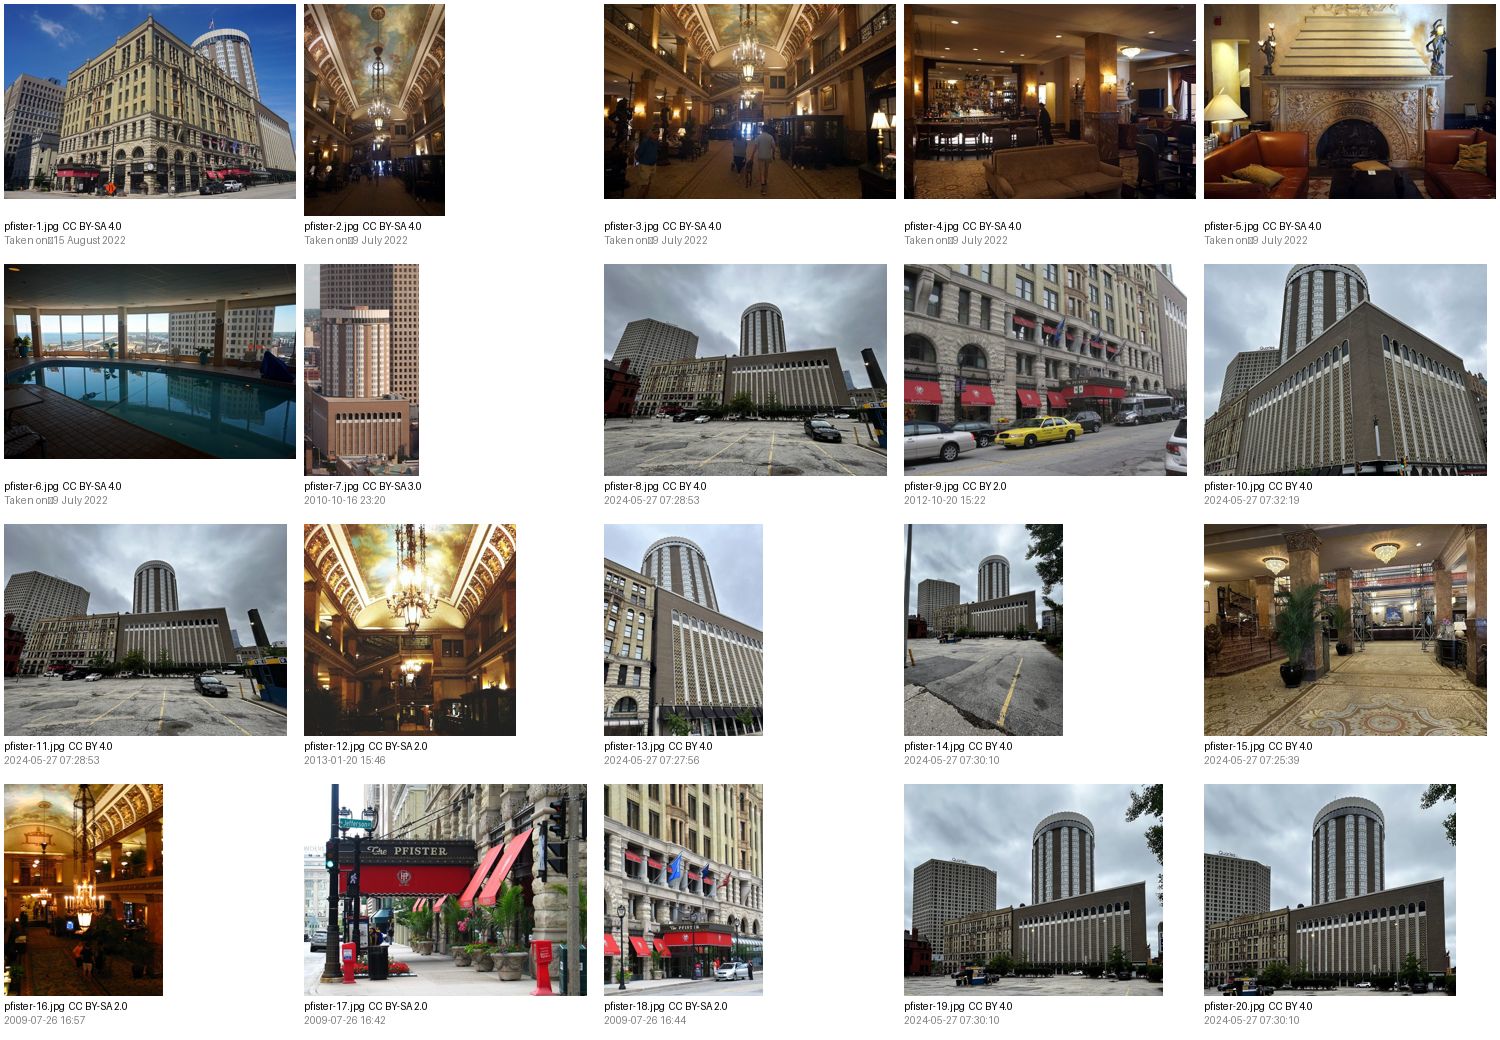 pfister-1.jpg CC BY-SA 4.0
Taken on 15 August 2022
pfister-2.jpg CC BY-SA 4.0
Taken on 9 July 2022
pfister-3.jpg CC BY-SA 4.0
Taken on 9 July 2022
pfister-4.jpg CC BY-SA 4.0
Taken on 9 July 2022
pfister-5.jpg CC BY-SA 4.0
Taken on 9 July 2022
pfister-6.jpg CC BY-SA 4.0
Taken on 9 July 2022
pfister-7.jpg CC BY-SA 3.0
2010-10-16 23:20
pfister-8.jpg CC BY 4.0
2024-05-27 07:28:53
THE PFISTER
pfister-9.jpg CC BY 2.0
2012-10-20 15:22
Quarles
pfister-10.jpg CC BY 4.0
2024-05-27 07:32:19
pfister-11.jpg CC BY 4.0
2024-05-27 07:28:53
pfister-12.jpg CC BY-SA 2.0
2013-01-20 15:46
pfister-13.jpg CC BY 4.0
2024-05-27 07:27:56
pfister-14.jpg CC BY 4.0
2024-05-27 07:30:10
pfister-15.jpg CC BY 4.0
2024-05-27 07:25:39
pfister-16.jpg CC BY-SA 2.0
2009-07-26 16:57
Jefferson
The PFISTER
pfister-17.jpg CC BY-SA 2.0
2009-07-26 16:42
The PFISTER
pfister-18.jpg CC BY-SA 2.0
2009-07-26 16:44
Quarles
pfister-19.jpg CC BY 4.0
2024-05-27 07:30:10
Quarles
pfister-20.jpg CC BY 4.0
2024-05-27 07:30:10